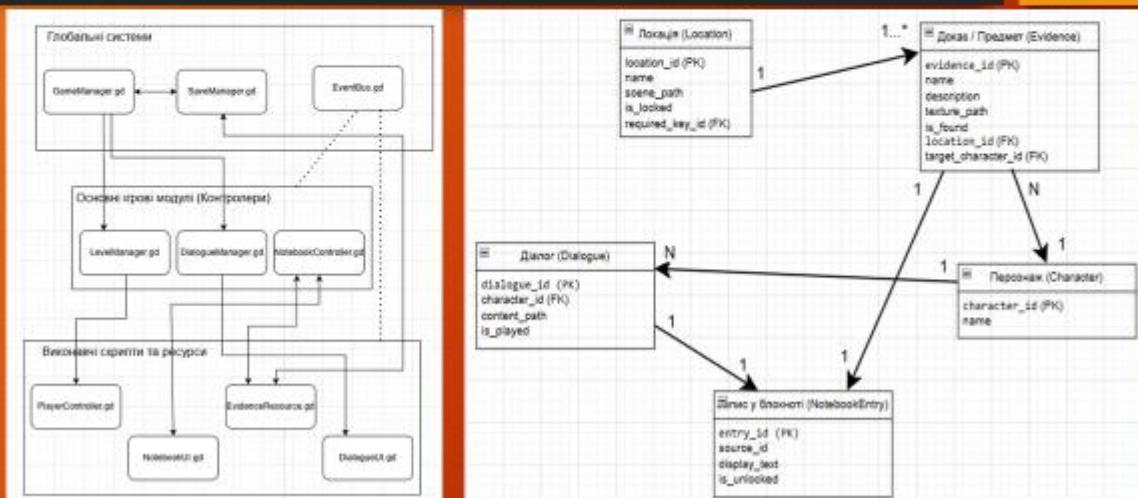 Глобальні системи
GameManager.gd
SaveManager.gd
EventBus.gd
Основні ігрові модулі (Контролери)
LevelManager.gd
DialogueManager.gd
NotebookController.gd
Виконавчі скрипти та ресурси
PlayerController.gd
EvidenceResource.gd
NotebookUI.gd
DialogueUI.gd
Локація (Location)
location_id (PK)
name
scene_path
is_locked
required_key_id (FK)
1
1...*
Доказ / Предмет (Evidence)
evidence_id (PK)
name
description
texture_path
is_found
location_id (FK)
target_character_id (FK)
1
N
Діалог (Dialogue)
dialogue_id (PK)
character_id (FK)
content_path
is_played
N
1
1
Персонаж (Character)
character_id (PK)
name
1
1
1
Запис у блокноті (NotebookEntry)
entry_id (PK)
source_id
display_text
is_unlocked